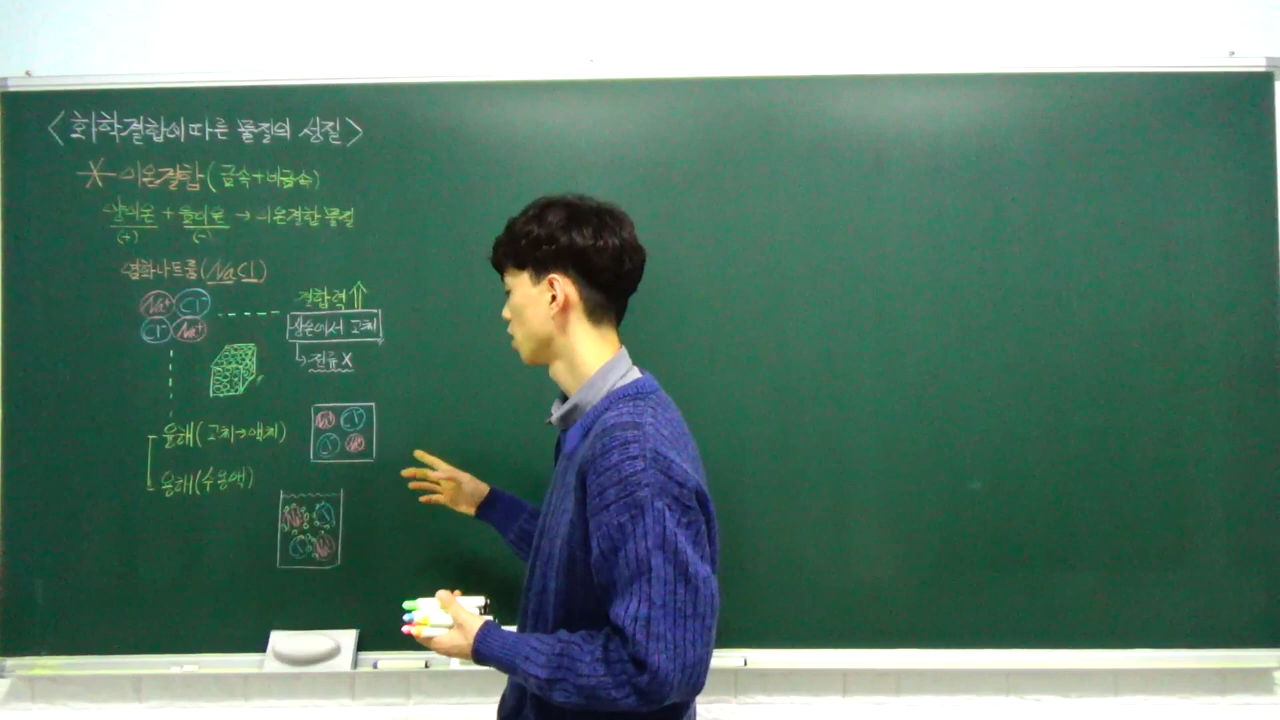 <화학결합에 따른 물질의 성질>
* 이온결합(금속+비금속)
양이온 + 음이온 → 이온결합 물질
(+) (-)
염화나트륨(NaCl)
Na+ Cl-
Cl- Na+
결합력⇑
상온에서 고체
↳ 전류 X
용해(고체→액체)
용해(수용액)